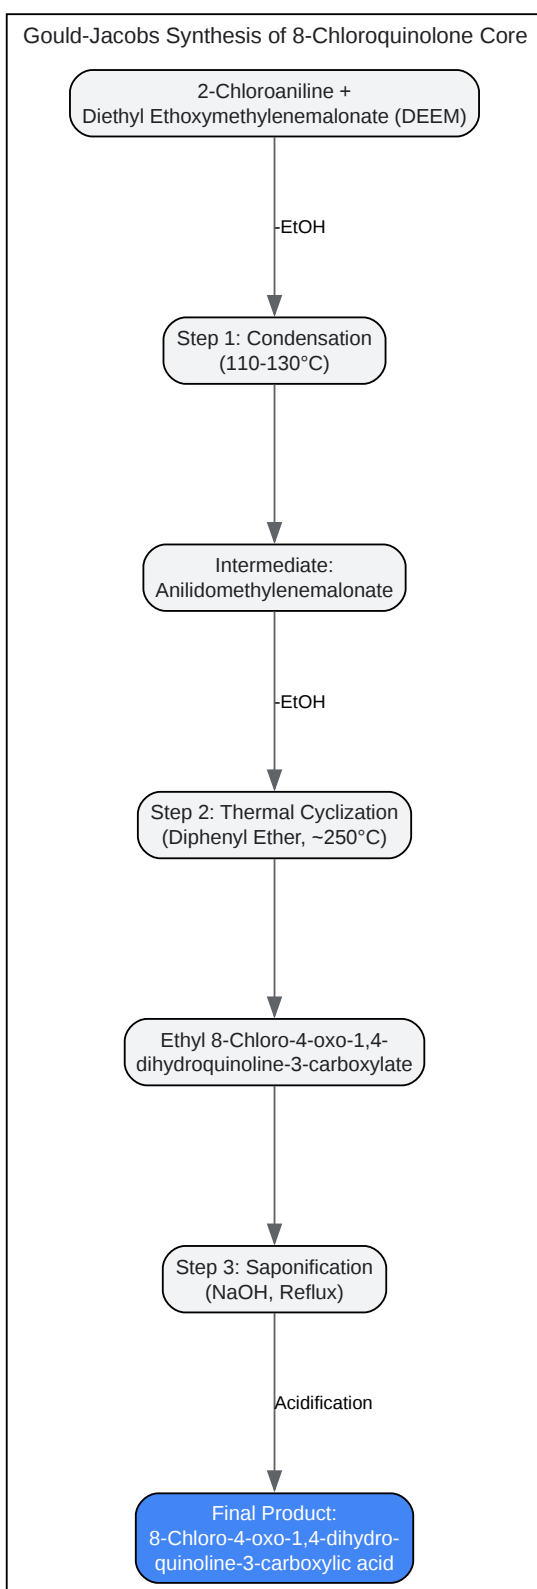 Gould-Jacobs Synthesis of 8-Chloroquinolone Core
2-Chloroaniline +
Diethyl Ethoxymethylenemalonate (DEEM)
-EtOH
Step 1: Condensation
(110-130°C)
Intermediate:
Anilidomethylenemalonate
-EtOH
Step 2: Thermal Cyclization
(Diphenyl Ether, ~250°C)
Ethyl 8-Chloro-4-oxo-1,4-
dihydroquinoline-3-carboxylate
Step 3: Saponification
(NaOH, Reflux)
Acidification
Final Product:
8-Chloro-4-oxo-1,4-dihydro-
quinoline-3-carboxylic acid